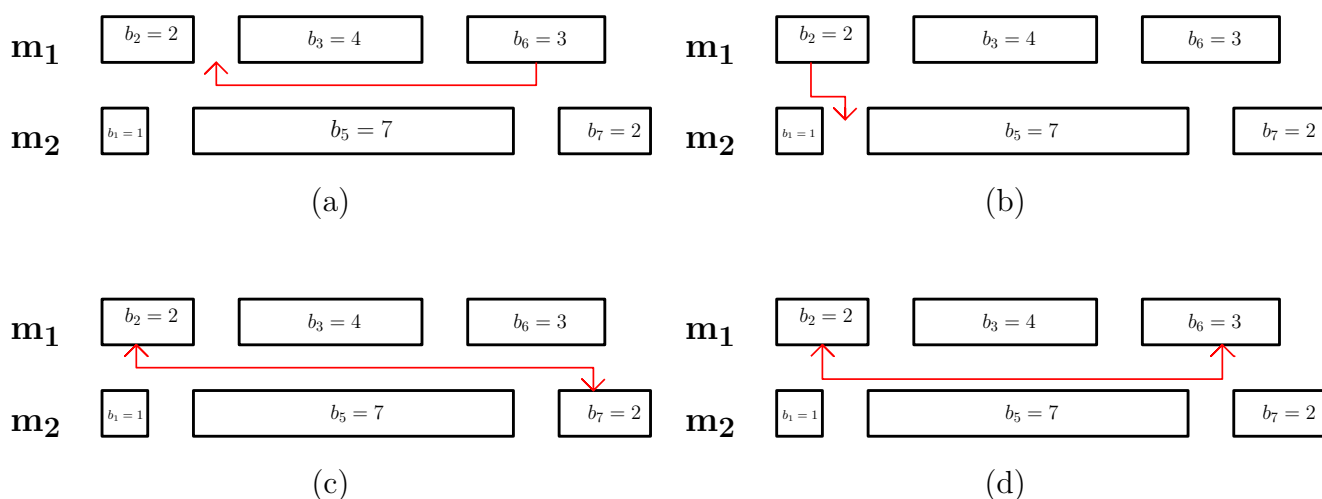 m₁ b₂ = 2 b₃ = 4 b₆ = 3
m₂ b₁ = 1 b₅ = 7 b₇ = 2
(a)
m₁ b₂ = 2 b₃ = 4 b₆ = 3
m₂ b₁ = 1 b₅ = 7 b₇ = 2
(b)
m₁ b₂ = 2 b₃ = 4 b₆ = 3
m₂ b₁ = 1 b₅ = 7 b₇ = 2
(c)
m₁ b₂ = 2 b₃ = 4 b₆ = 3
m₂ b₁ = 1 b₅ = 7 b₇ = 2
(d)